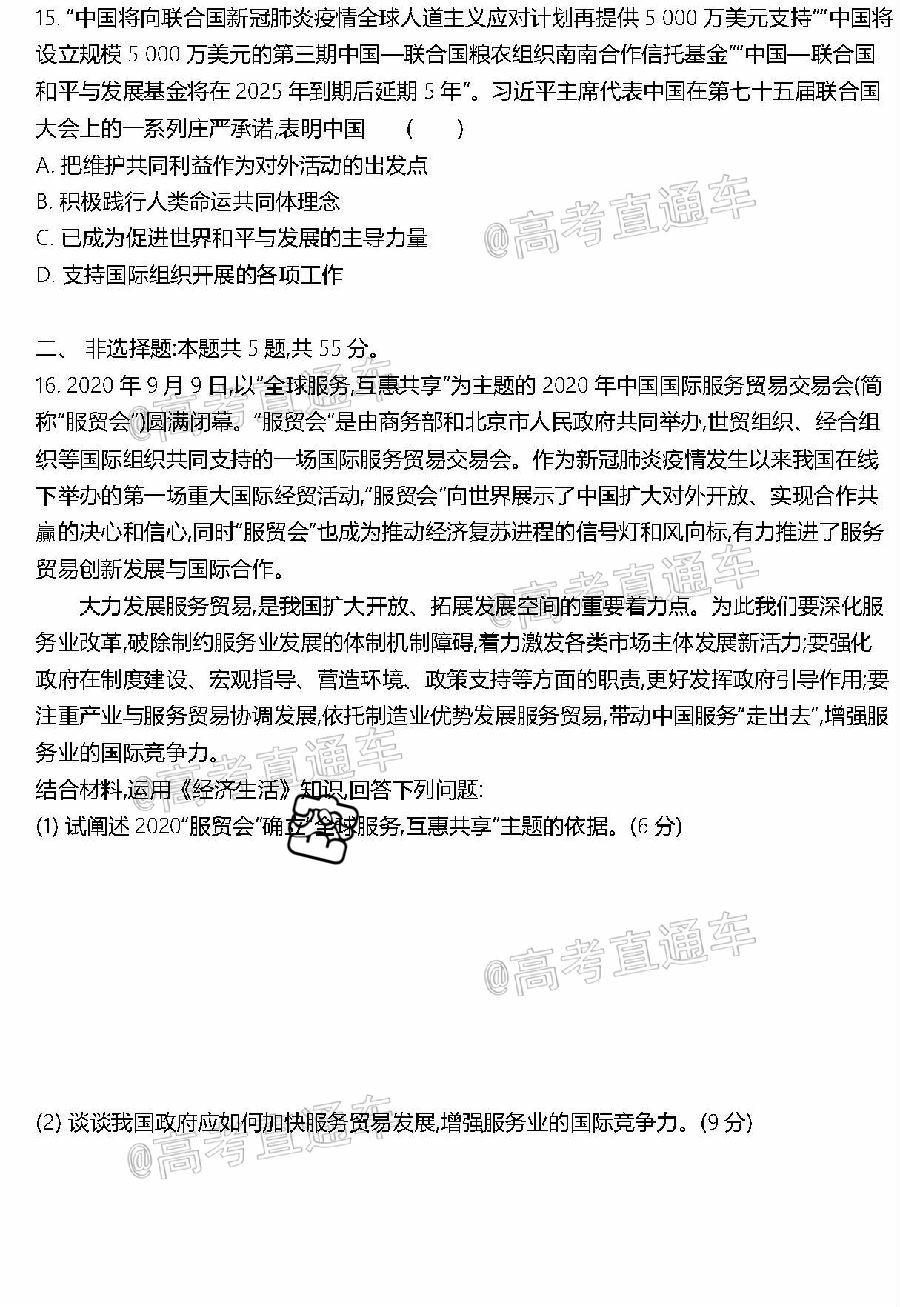 15. “中国将向联合国新冠肺炎疫情全球人道主义应对计划再提供 5 000 万美元支持”“中国将
设立规模 5 000 万美元的第三期中国—联合国粮农组织南南合作信托基金”“中国—联合国
和平与发展基金将在 2025 年到期后延期 5 年”。习近平主席代表中国在第七十五届联合国
大会上的一系列庄严承诺,表明中国 ( )
A. 把维护共同利益作为对外活动的出发点
B. 积极践行人类命运共同体理念
@高考直通车
C. 已成为促进世界和平与发展的主导力量
D. 支持国际组织开展的各项工作
二、 非选择题:本题共 5 题,共 55 分。
16. 2020 年 9 月 9 日,以“全球服务,互惠共享”为主题的 2020 年中国国际服务贸易交易会(简
@高考直通车
称“服贸会”)圆满闭幕。“服贸会”是由商务部和北京市人民政府共同举办,世贸组织、经合组
织等国际组织共同支持的一场国际服务贸易交易会。作为新冠肺炎疫情发生以来我国在线
下举办的第一场重大国际经贸活动,“服贸会”向世界展示了中国扩大对外开放、实现合作共
赢的决心和信心,同时“服贸会”也成为推动经济复苏进程的信号灯和风向标,有力推进了服务
贸易创新发展与国际合作。
@高考直通车
大力发展服务贸易,是我国扩大开放、拓展发展空间的重要着力点。为此我们要深化服
务业改革,破除制约服务业发展的体制机制障碍,着力激发各类市场主体发展新活力;要强化
政府在制度建设、宏观指导、营造环境、政策支持等方面的职责,更好发挥政府引导作用;要
注重产业与服务贸易协调发展,依托制造业优势发展服务贸易,带动中国服务“走出去”,增强服
务业的国际竞争力。
@高考直通车
结合材料,运用《经济生活》知识,回答下列问题:
(1) 试阐述 2020“服贸会”确立“全球服务,互惠共享”主题的依据。(6 分)
@高考直通车
(2) 谈谈我国政府应如何加快服务贸易发展,增强服务业的国际竞争力。(9 分)
@高考直通车